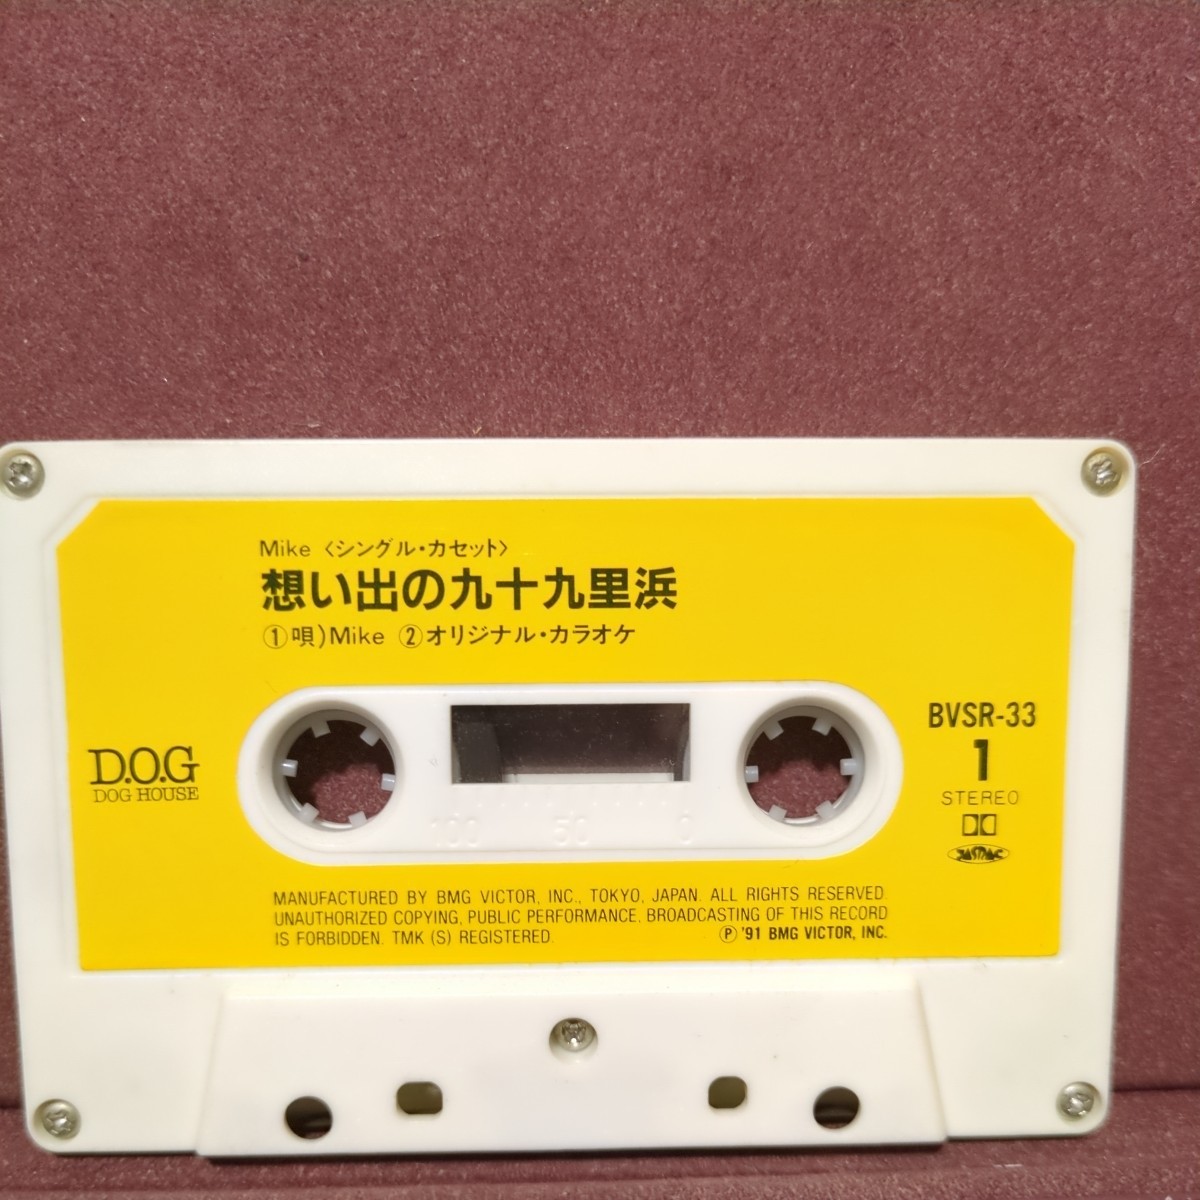 Mike〈シングル・カセット〉
想い出の九十九里浜
①唄)Mike ②オリジナル・カラオケ
D.O.G
DOG HOUSE
BVSR-33
1
STEREO
JASRAC
100 50 0
MANUFACTURED BY BMG VICTOR, INC., TOKYO, JAPAN. ALL RIGHTS RESERVED.
UNAUTHORIZED COPYING, PUBLIC PERFORMANCE, BROADCASTING OF THIS RECORD
IS FORBIDDEN. TMK (S) REGISTERED.
Ⓟ '91 BMG VICTOR, INC.